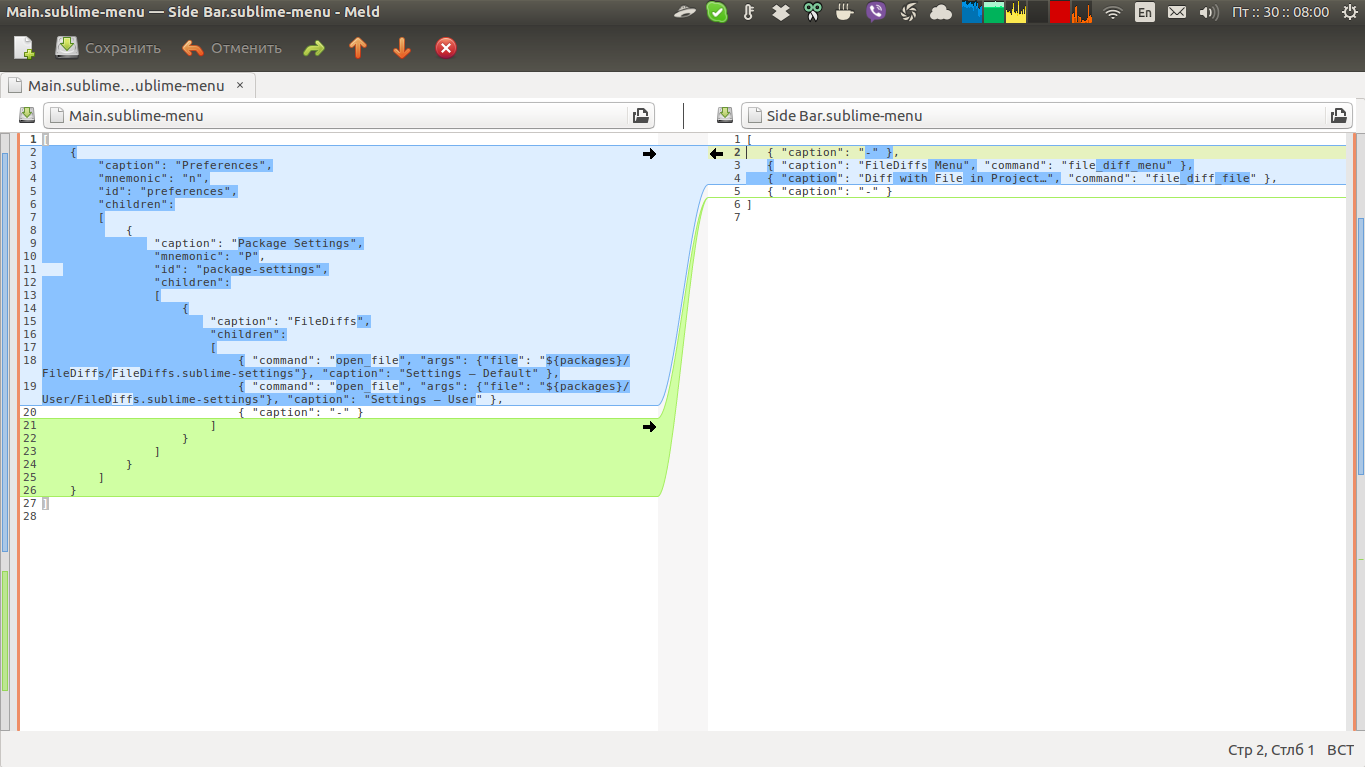 Main.sublime-menu — Side Bar.sublime-menu - Meld
En
Пт :: 30 :: 08:00
Сохранить
Отменить
Main.sublime…ublime-menu ×
Main.sublime-menu
Side Bar.sublime-menu
1 [
2     {
3         "caption": "Preferences",
4         "mnemonic": "n",
5         "id": "preferences",
6         "children":
7         [
8             {
9                 "caption": "Package Settings",
10                 "mnemonic": "P",
11                 "id": "package-settings",
12                 "children":
13                 [
14                     {
15                         "caption": "FileDiffs",
16                         "children":
17                         [
18                             { "command": "open_file", "args": {"file": "${packages}/
FileDiffs/FileDiffs.sublime-settings"}, "caption": "Settings – Default" },
19                             { "command": "open_file", "args": {"file": "${packages}/
User/FileDiffs.sublime-settings"}, "caption": "Settings – User" },
20                             { "caption": "-" }
21                         ]
22                     }
23                 ]
24             }
25         ]
26     }
27 ]
28
1 [
2    { "caption": "-" },
3    { "caption": "FileDiffs Menu", "command": "file_diff_menu" },
4    { "caption": "Diff with File in Project…", "command": "file_diff_file" },
5    { "caption": "-" }
6 ]
7
Стр 2, Стлб 1 ВСТ